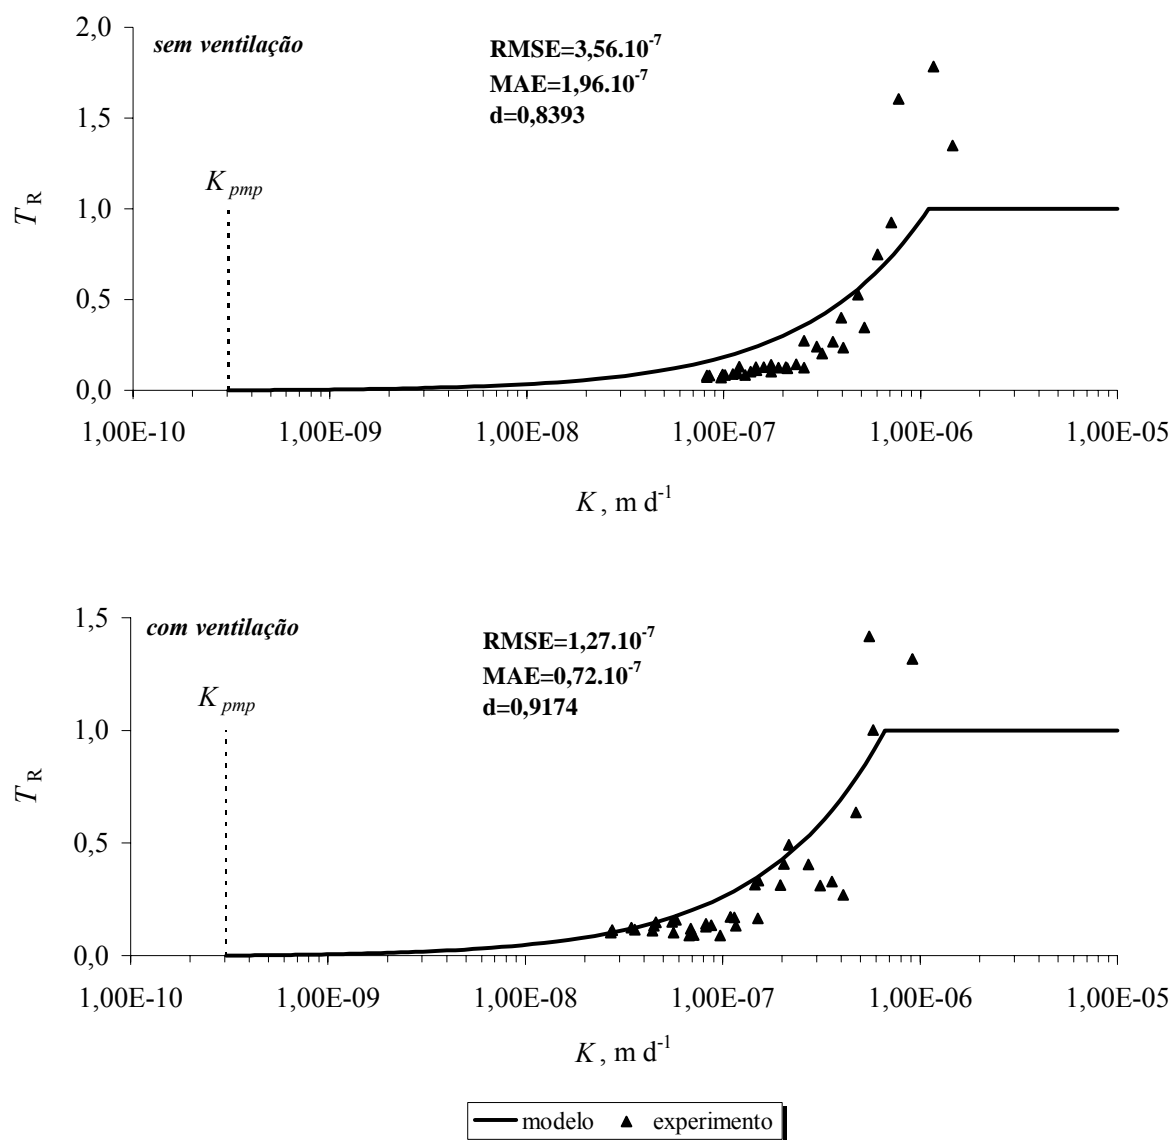 2,0
sem ventilação
RMSE=3,56.10-7
MAE=1,96.10-7
d=0,8393
1,5
K pmp
1,0
TR
0,5
0,0
1,00E-10 1,00E-09 1,00E-08 1,00E-07 1,00E-06 1,00E-05
K , m d-1
1,5
com ventilação
RMSE=1,27.10-7
MAE=0,72.10-7
d=0,9174
K pmp
1,0
TR
0,5
0,0
1,00E-10 1,00E-09 1,00E-08 1,00E-07 1,00E-06 1,00E-05
K , m d-1
modelo experimento